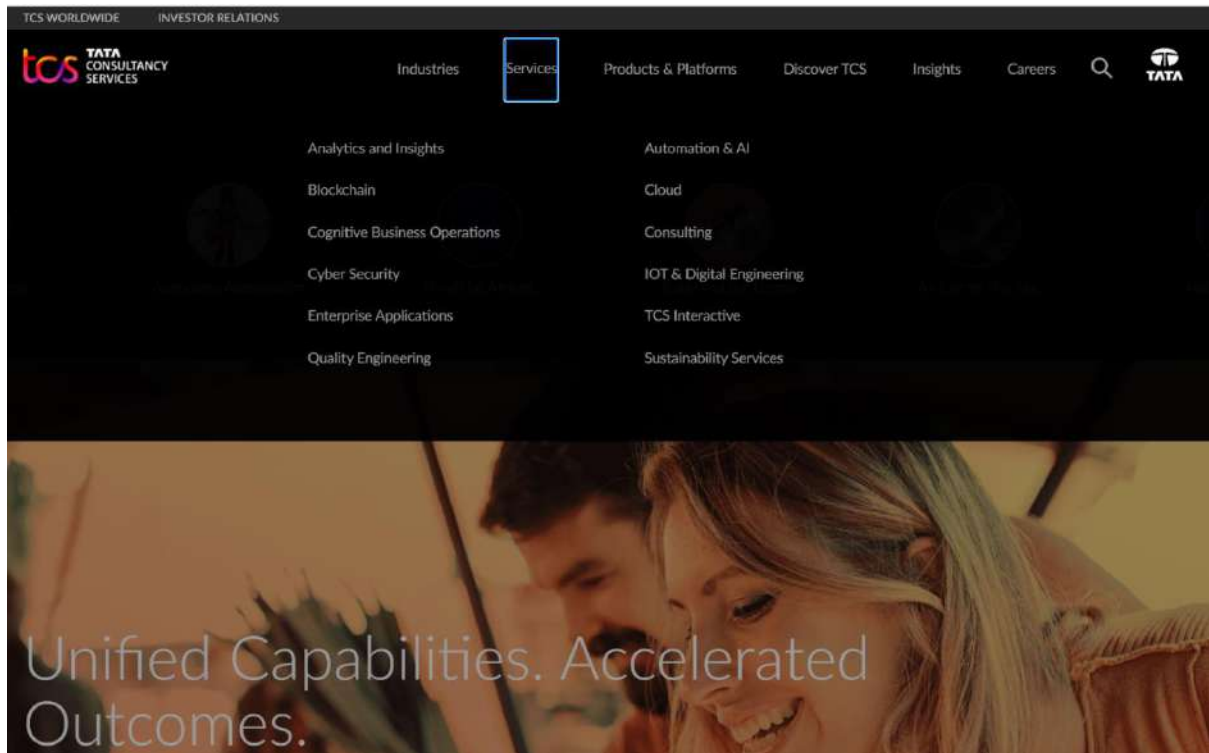 TCS WORLDWIDE INVESTOR RELATIONS
tcs TATA
CONSULTANCY
SERVICES
Industries Services Products & Platforms Discover TCS Insights Careers
TATA
Analytics and Insights Automation & AI
Blockchain Cloud
Cognitive Business Operations Consulting
Cyber Security IOT & Digital Engineering
Enterprise Applications TCS Interactive
Quality Engineering Sustainability Services
Unified Capabilities. Accelerated
Outcomes.